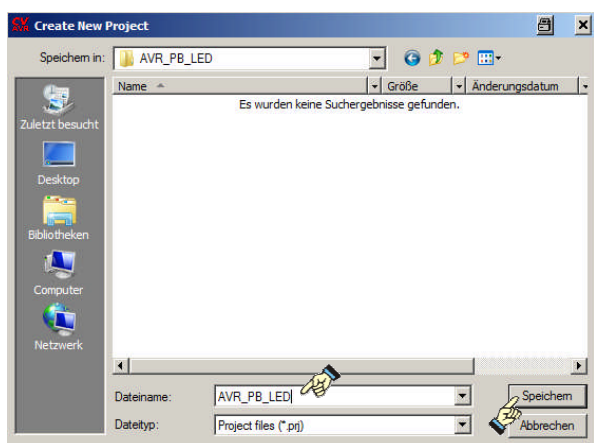 Create New Project
Speichern in: AVR_PB_LED
Name Größe Änderungsdatum
Es wurden keine Suchergebnisse gefunden.
Zuletzt besucht
Desktop
Bibliotheken
Computer
Netzwerk
Dateiname: AVR_PB_LED Speichern
Dateityp: Project files (*.prj) Abbrechen